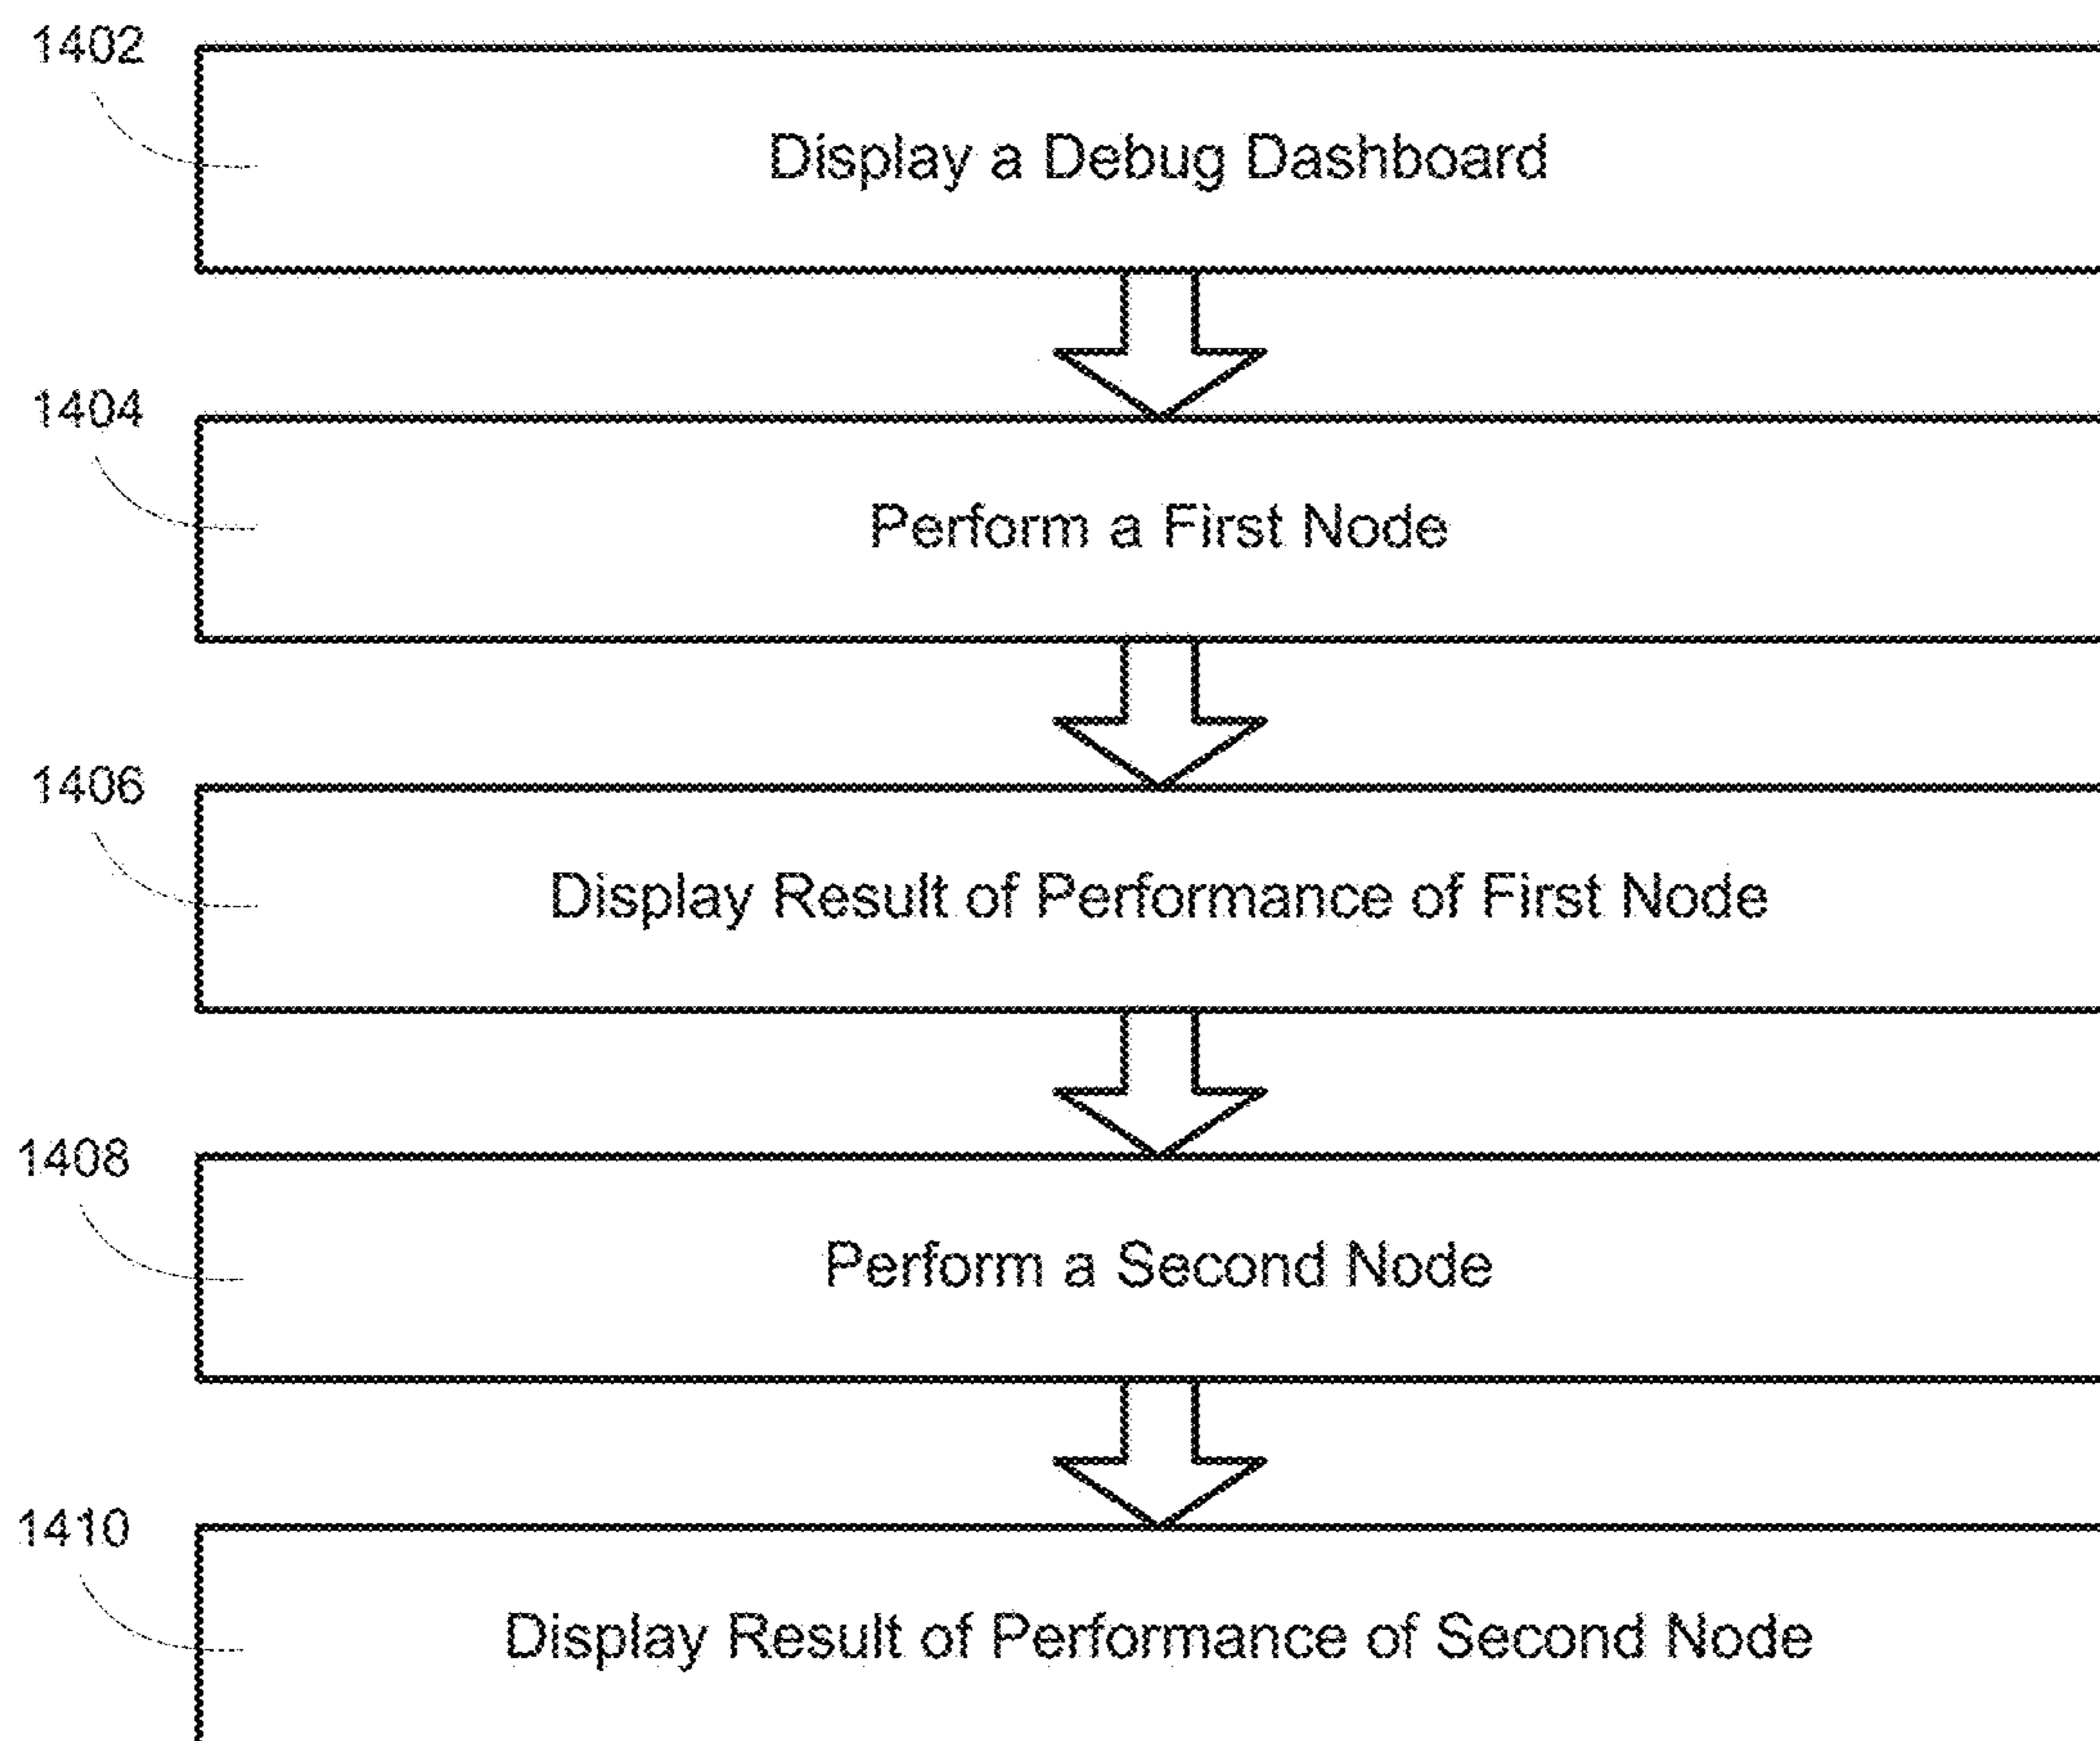 1402
Display a Debug Dashboard
1404
Perform a First Node
1406
Display Result of Performance of First Node
1408
Perform a Second Node
1410
Display Result of Performance of Second Node